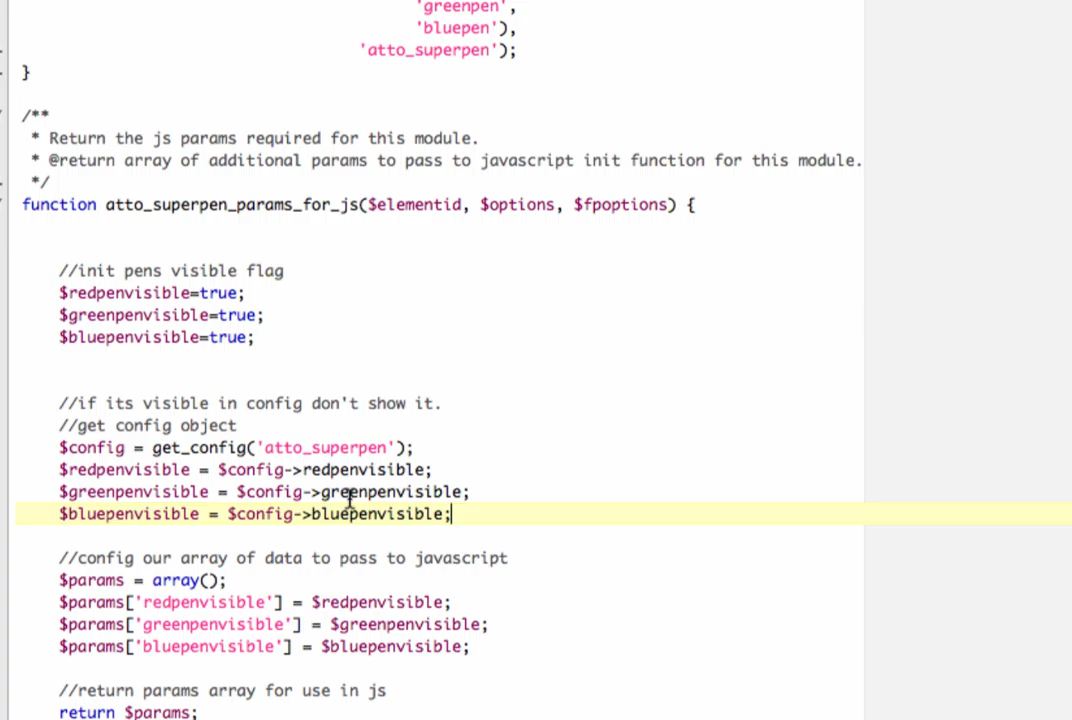 'greenpen',
'bluepen'),
'atto_superpen');
}
/**
* Return the js params required for this module.
* @return array of additional params to pass to javascript init function for this module.
*/
function atto_superpen_params_for_js($elementid, $options, $fpoptions) {
//init pens visible flag
$redpenvisible=true;
$greenpenvisible=true;
$bluepenvisible=true;
//if its visible in config don't show it.
//get config object
$config = get_config('atto_superpen');
$redpenvisible = $config->redpenvisible;
$greenpenvisible = $config->greenpenvisible;
$bluepenvisible = $config->bluepenvisible;
//config our array of data to pass to javascript
$params = array();
$params['redpenvisible'] = $redpenvisible;
$params['greenpenvisible'] = $greenpenvisible;
$params['bluepenvisible'] = $bluepenvisible;
//return params array for use in js
return $params;